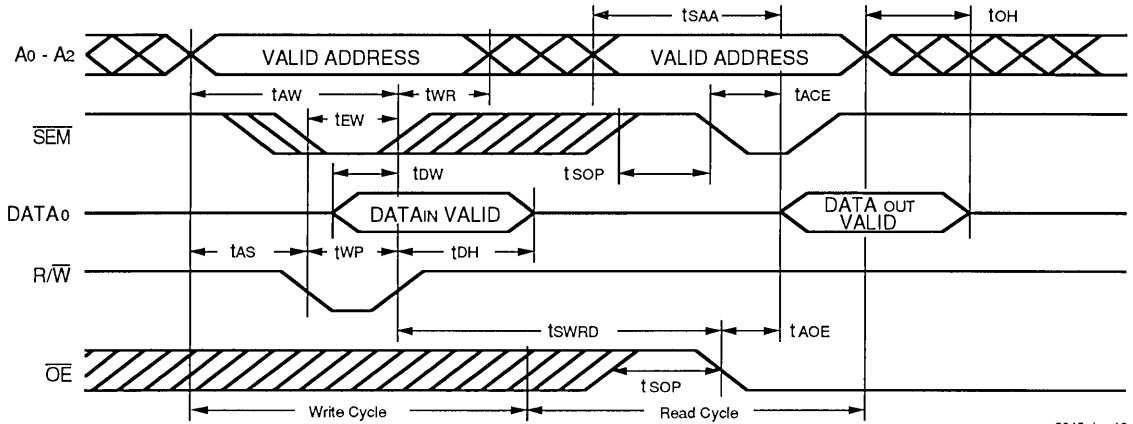 tSAA
tOH
A0 - A2
VALID ADDRESS
VALID ADDRESS
tAW
tWR
tACE
tEW
SEM
tDW
tSOP
DATA0
DATAIN VALID
DATA OUT
VALID
tAS
tWP
tDH
R/W
tSWRD
tAOE
OE
tSOP
Write Cycle
Read Cycle